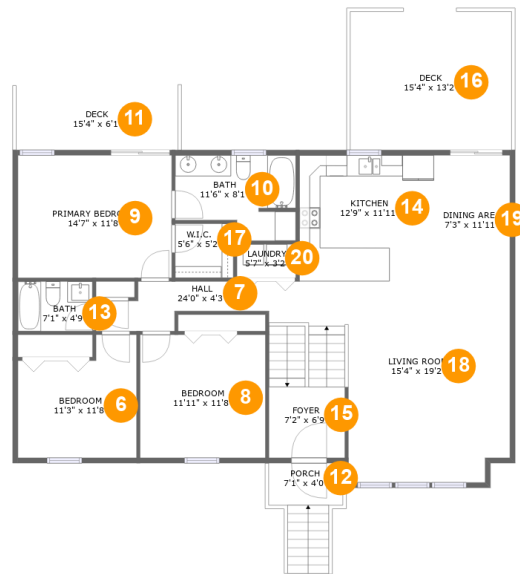 DECK
15'4" x 13'2
16
DECK
15'4" x 6'1
11
BATH
11'6" x 8'1
10
KITCHEN
12'9" x 11'11
14
PRIMARY BEDRO
14'7" x 11'8
9
DINING AREA
7'3" x 11'11
19
W.I.C.
5'6" x 5'2
17
LAUNDRY
5'7" x 3'2
20
HALL
24'0" x 4'3
7
BATH
7'1" x 4'9
13
LIVING ROO
15'4" x 19'2
18
BEDROOM
11'3" x 11'8
6
BEDROOM
11'11" x 11'8
8
FOYER
7'2" x 6'9
15
PORCH
7'1" x 4'0
12